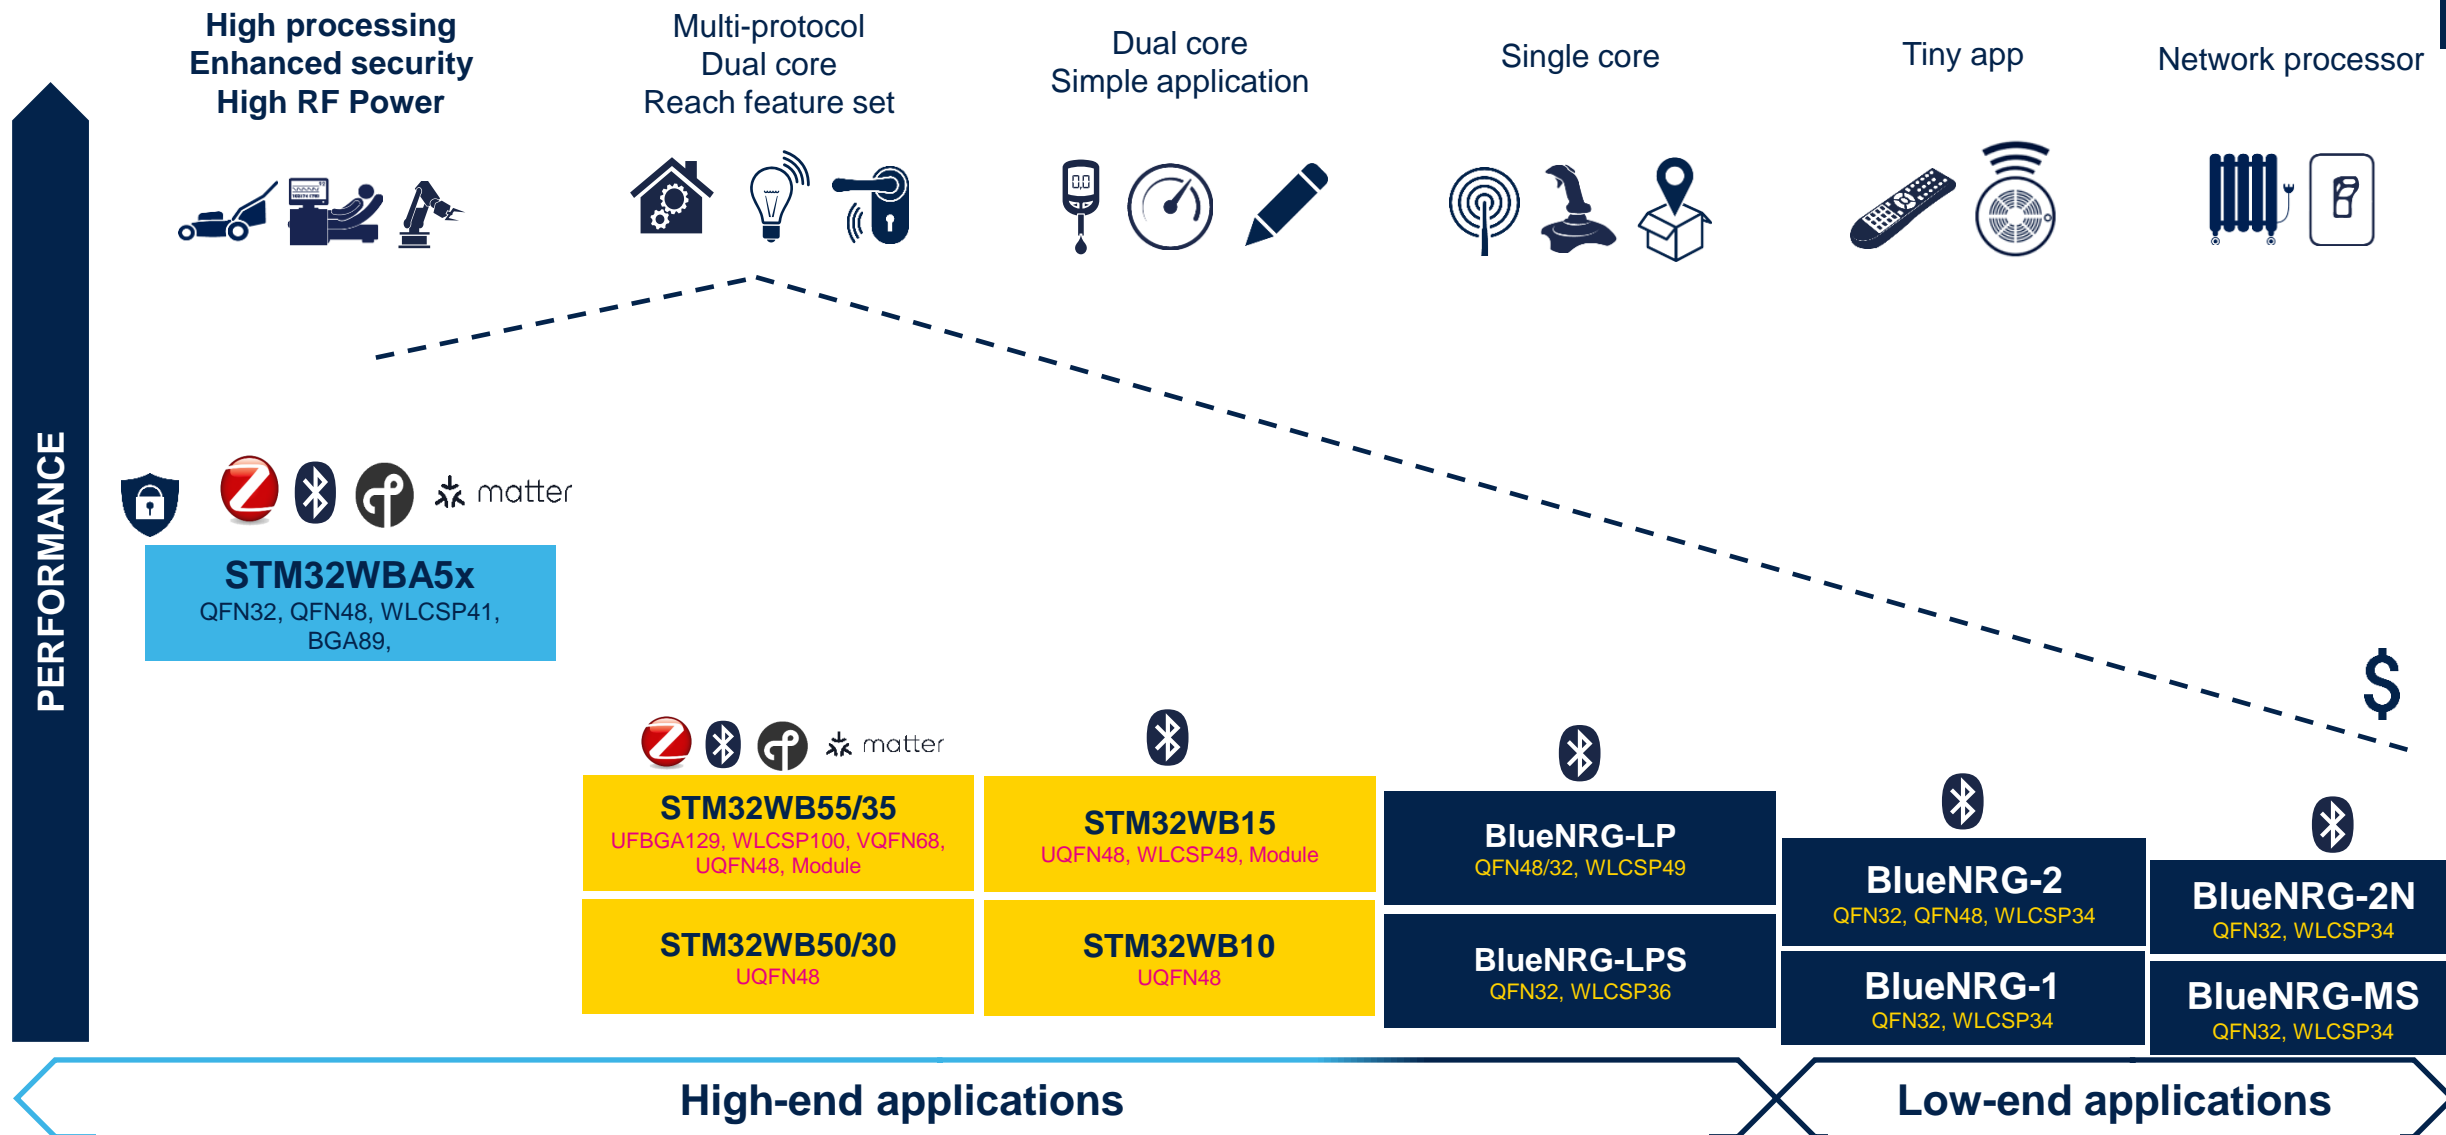 High processing
Enhanced security
High RF Power
Multi-protocol
Dual core
Reach feature set
Dual core
Simple application
Single core
Tiny app
Network processor
0,0
PERFORMANCE
matter
STM32WBA5x
QFN32, QFN48, WLCSP41,
BGA89,
$
matter
STM32WB55/35
UFBGA129, WLCSP100, VQFN68,
UQFN48, Module
STM32WB50/30
UQFN48
STM32WB15
UQFN48, WLCSP49, Module
STM32WB10
UQFN48
BlueNRG-LP
QFN48/32, WLCSP49
BlueNRG-LPS
QFN32, WLCSP36
BlueNRG-2
QFN32, QFN48, WLCSP34
BlueNRG-1
QFN32, WLCSP34
BlueNRG-2N
QFN32, WLCSP34
BlueNRG-MS
QFN32, WLCSP34
High-end applications
Low-end applications